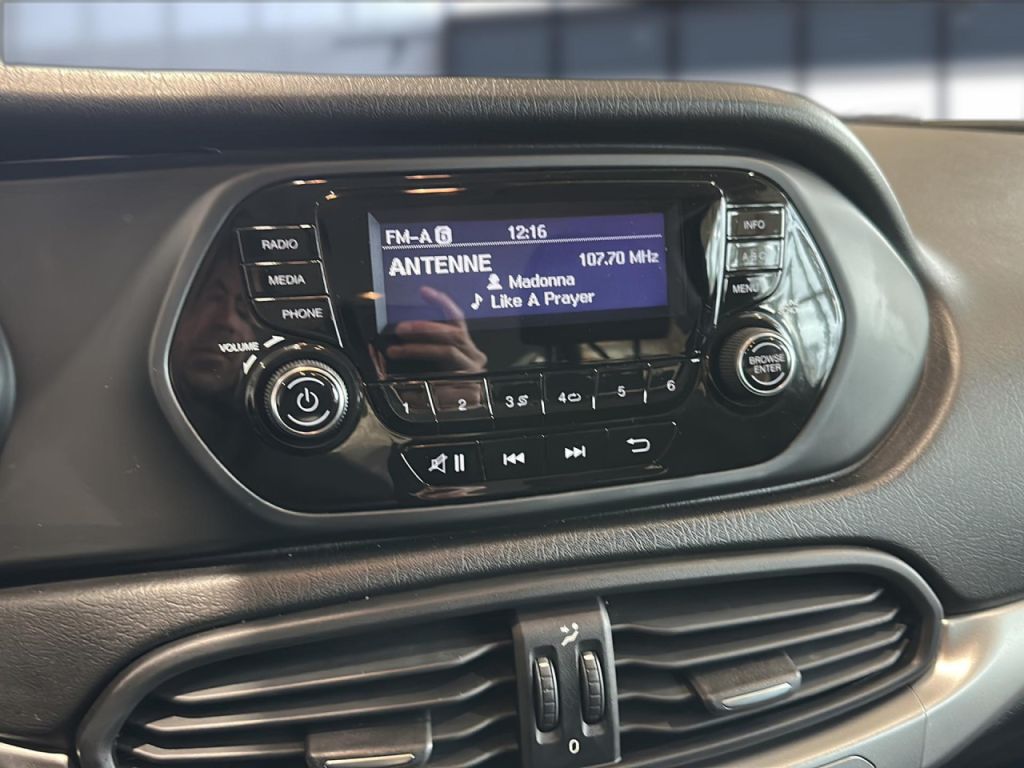 RADIO
MEDIA
PHONE
VOLUME
FM-A 6 12:16
ANTENNE 107.70 MHz
Madonna
Like A Prayer
INFO
A-B-C
MENU
BROWSE
ENTER
1 2 3 4 5 6
0